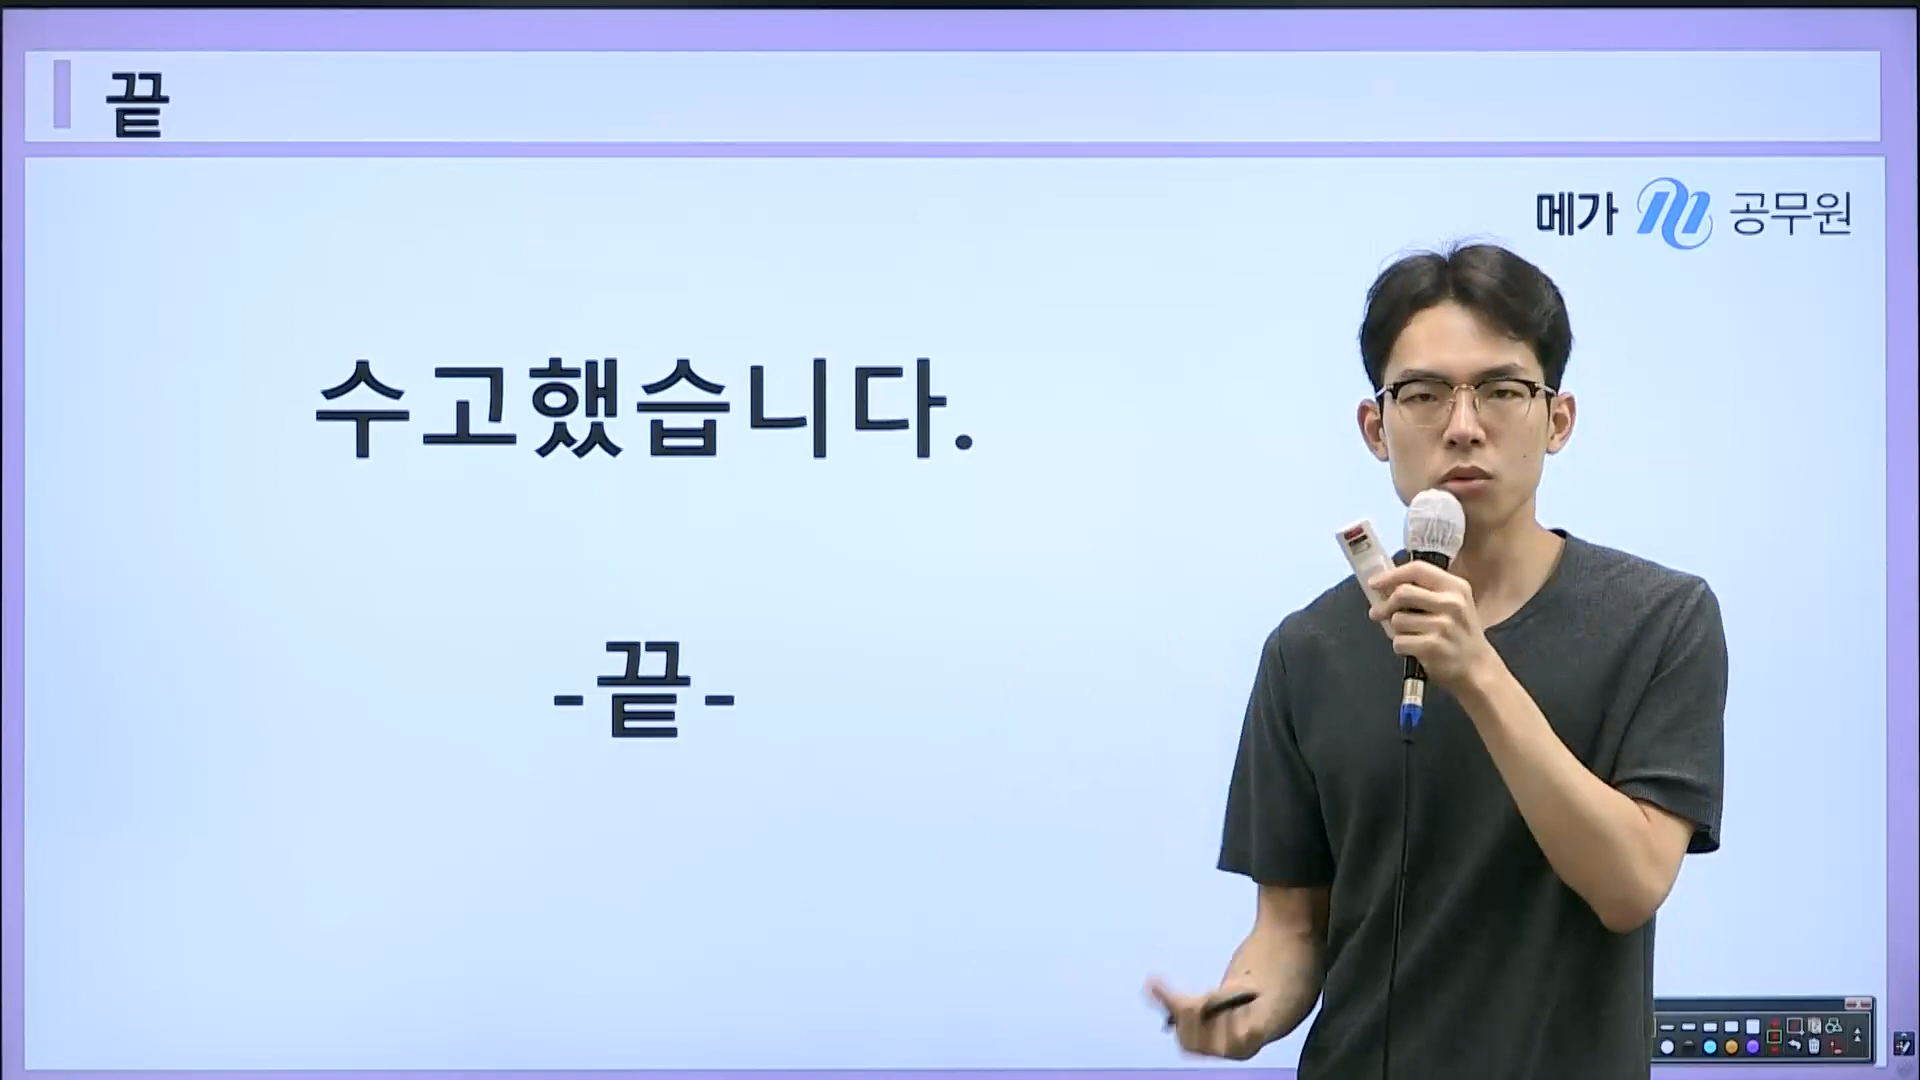 끝
메가 공무원
수고했습니다.
-끝-